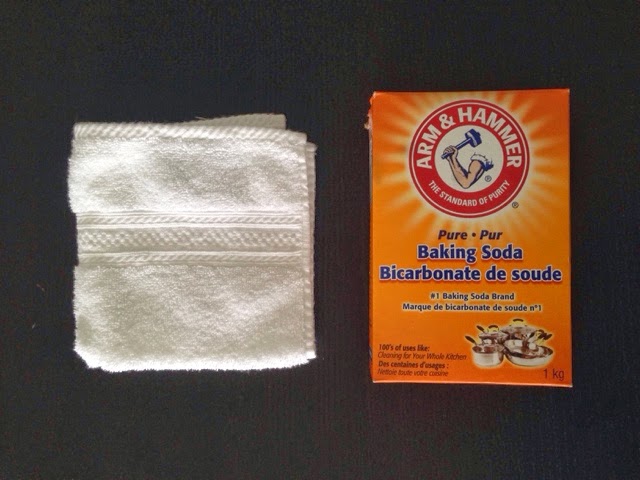 ARM & HAMMER
®
THE STANDARD OF PURITY
®
Pure • Pur
Baking Soda
Bicarbonate de soude
#1 Baking Soda Brand
Marque de bicarbonate de soude n°1
100's of uses like:
Cleaning for Your Whole Kitchen
Des centaines d'usages :
Nettoie toute votre cuisine
1 kg